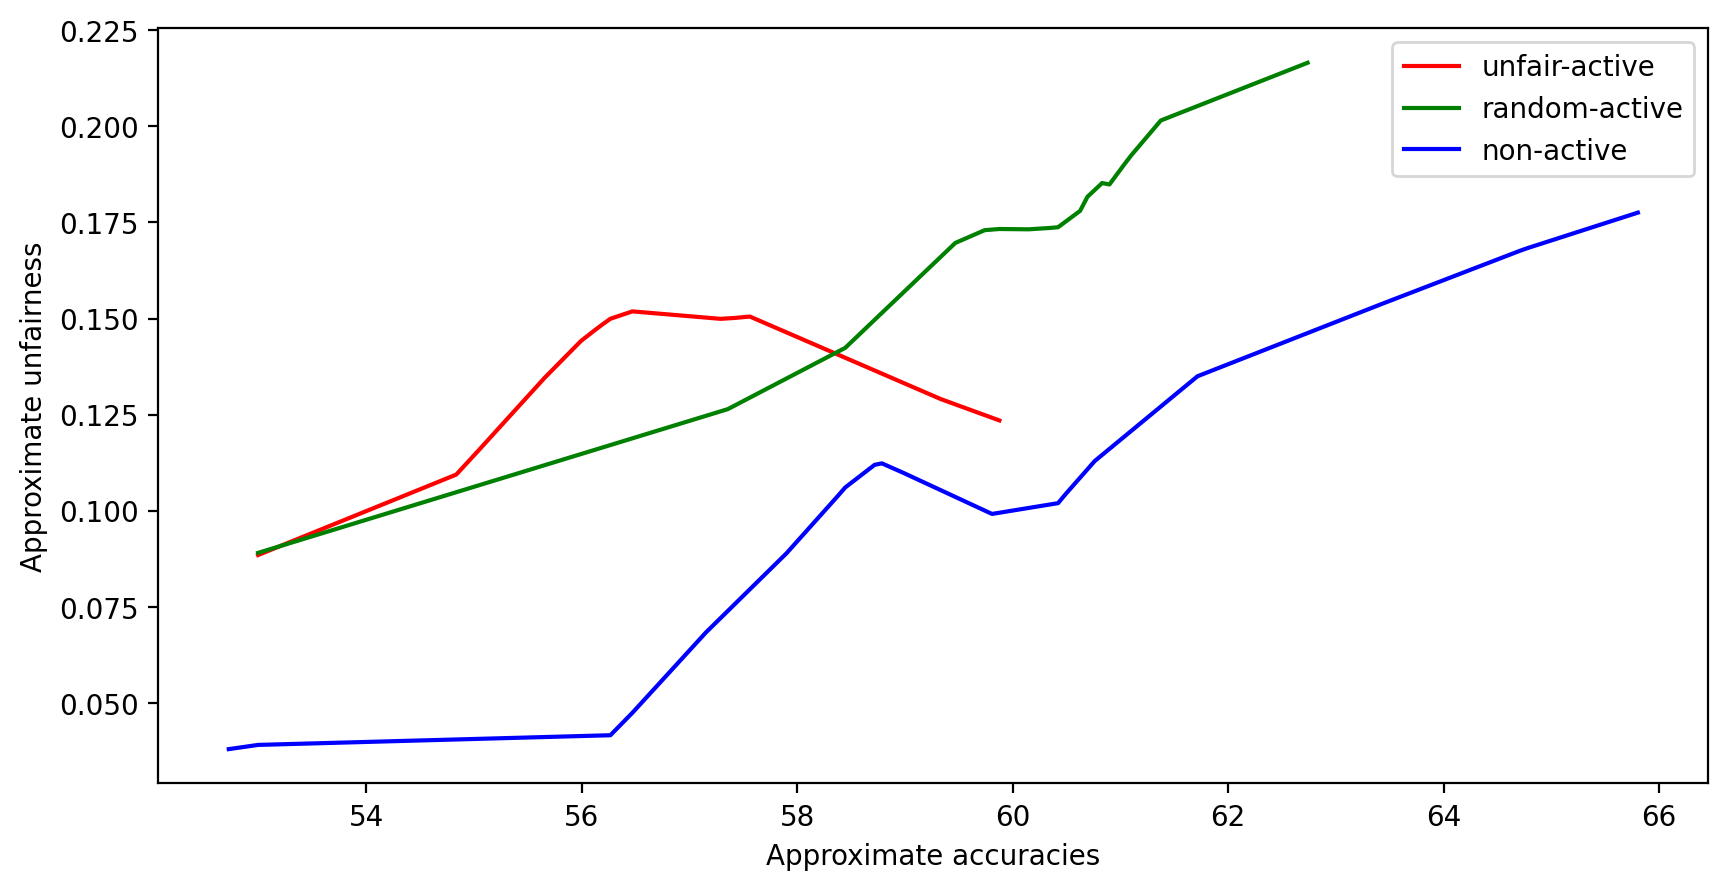 0.225
0.200
0.175
0.150
0.125
0.100
0.075
0.050
Approximate unfairness
unfair-active
random-active
non-active
54 56 58 60 62 64 66
Approximate accuracies